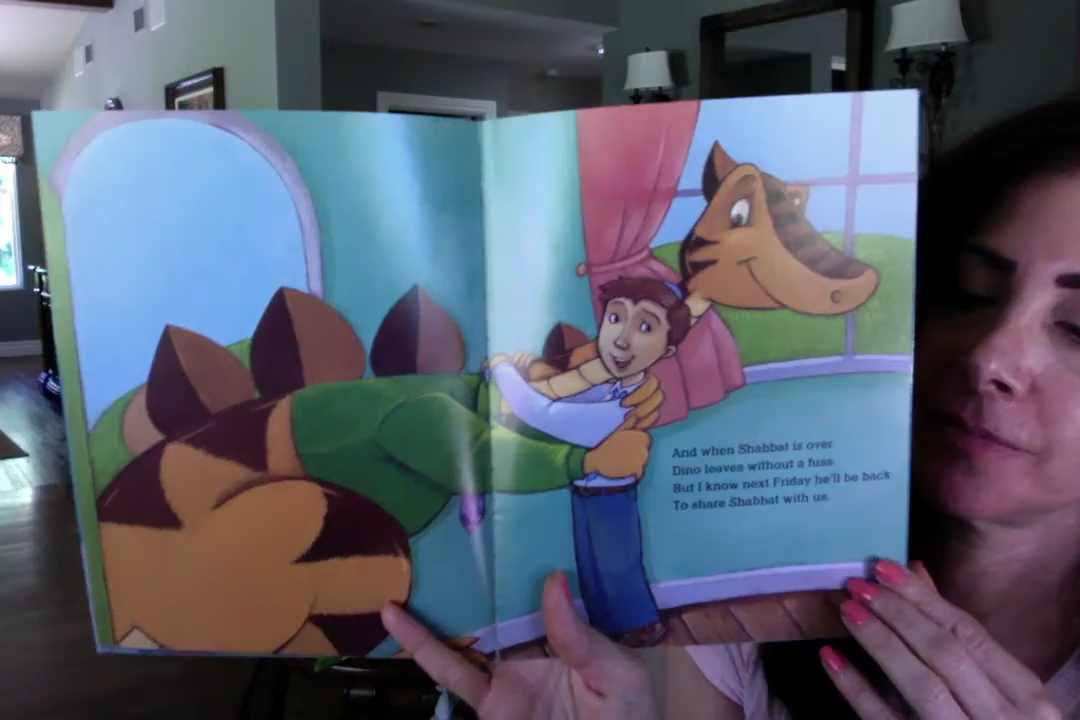 And when Shabbat is over
Dino leaves without a fuss
But I know next Friday he'll be back
To share Shabbat with us.